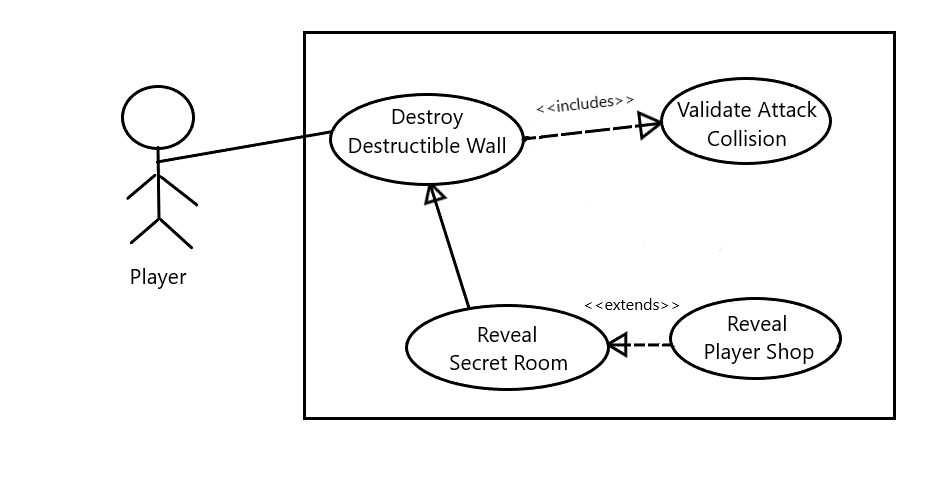 Destroy
Destructible Wall
<<includes>>
Validate Attack
Collision
Player
<<extends>>
Reveal
Secret Room
Reveal
Player Shop